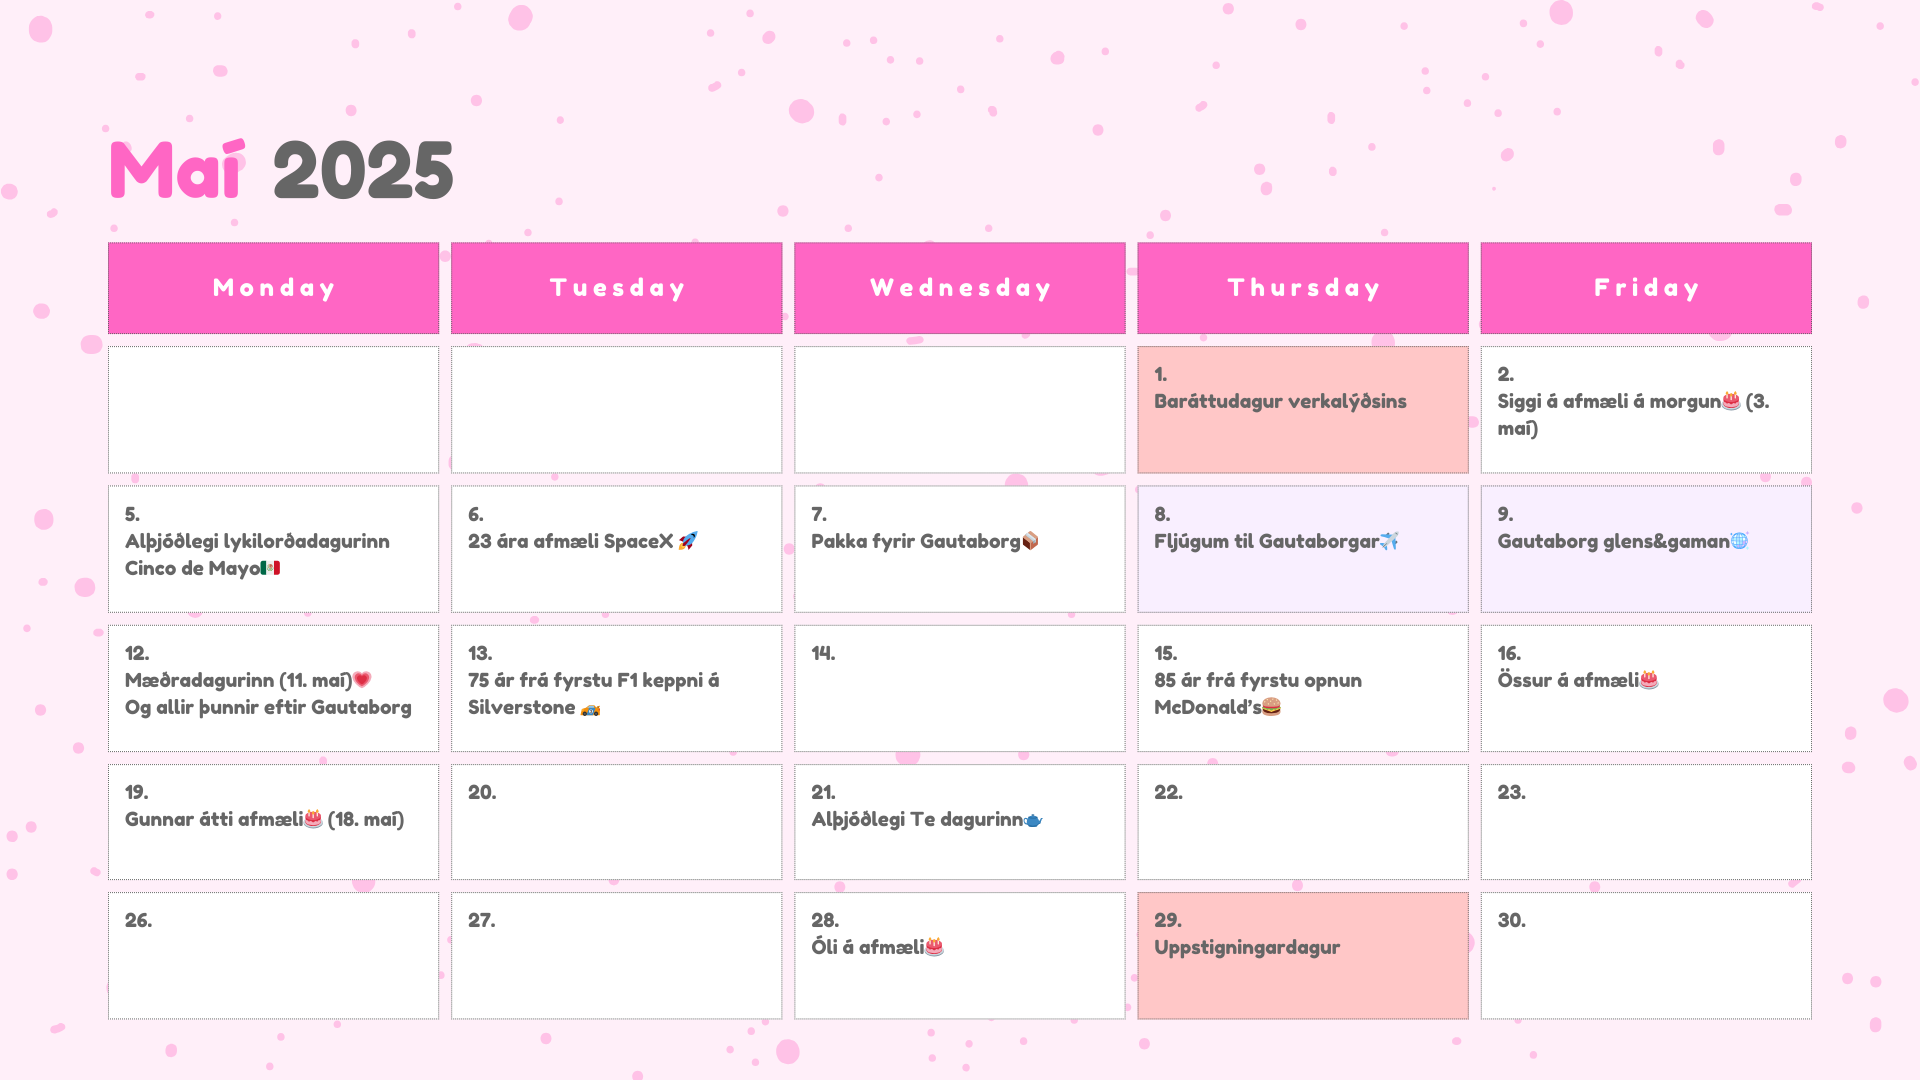 Maí 2025
Monday
Tuesday
Wednesday
Thursday
Friday
1.
Baráttudagur verkalýðsins
2.
Siggi á afmæli á morgun🎂 (3.
maí)
5.
Alþjóðlegi lykilorðadagurinn
Cinco de Mayo🇲🇽
6.
23 ára afmæli SpaceX 🚀
7.
Pakka fyrir Gautaborg📦
8.
Fljúgum til Gautaborgar✈️
9.
Gautaborg glens&gaman🌐
12.
Mæðradagurinn (11. maí)💗
Og allir þunnir eftir Gautaborg
13.
75 ár frá fyrstu F1 keppni á
Silverstone 🏎️
14.
15.
85 ár frá fyrstu opnun
McDonald’s🍔
16.
Össur á afmæli🎂
19.
Gunnar átti afmæli🎂 (18. maí)
20.
21.
Alþjóðlegi Te dagurinn🫖
22.
23.
26.
27.
28.
Óli á afmæli🎂
29.
Uppstigningardagur
30.